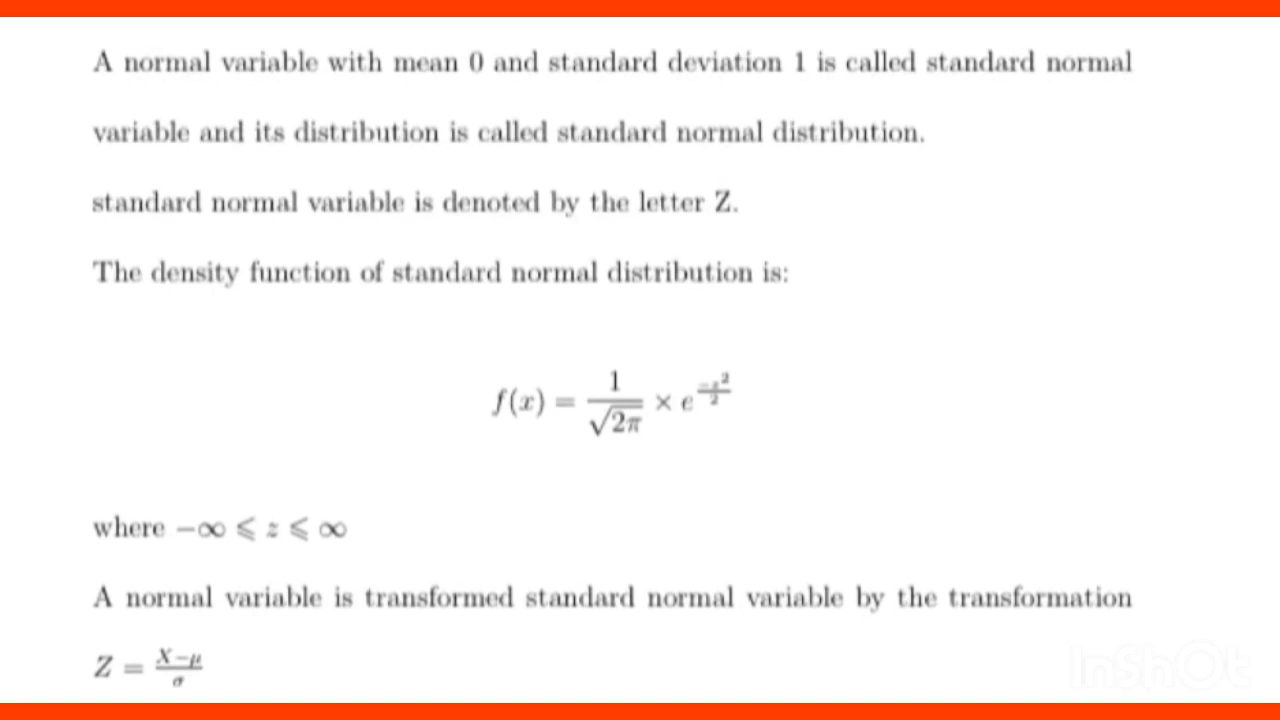 A normal variable with mean 0 and standard deviation 1 is called standard normal
variable and its distribution is called standard normal distribution.
standard normal variable is denoted by the letter Z.
The density function of standard normal distribution is:
f(x) = 1/√2π × e^(−z²/2)
where −∞ ⩽ z ⩽ ∞
A normal variable is transformed standard normal variable by the transformation
Z = X−μ/σ
InShOt